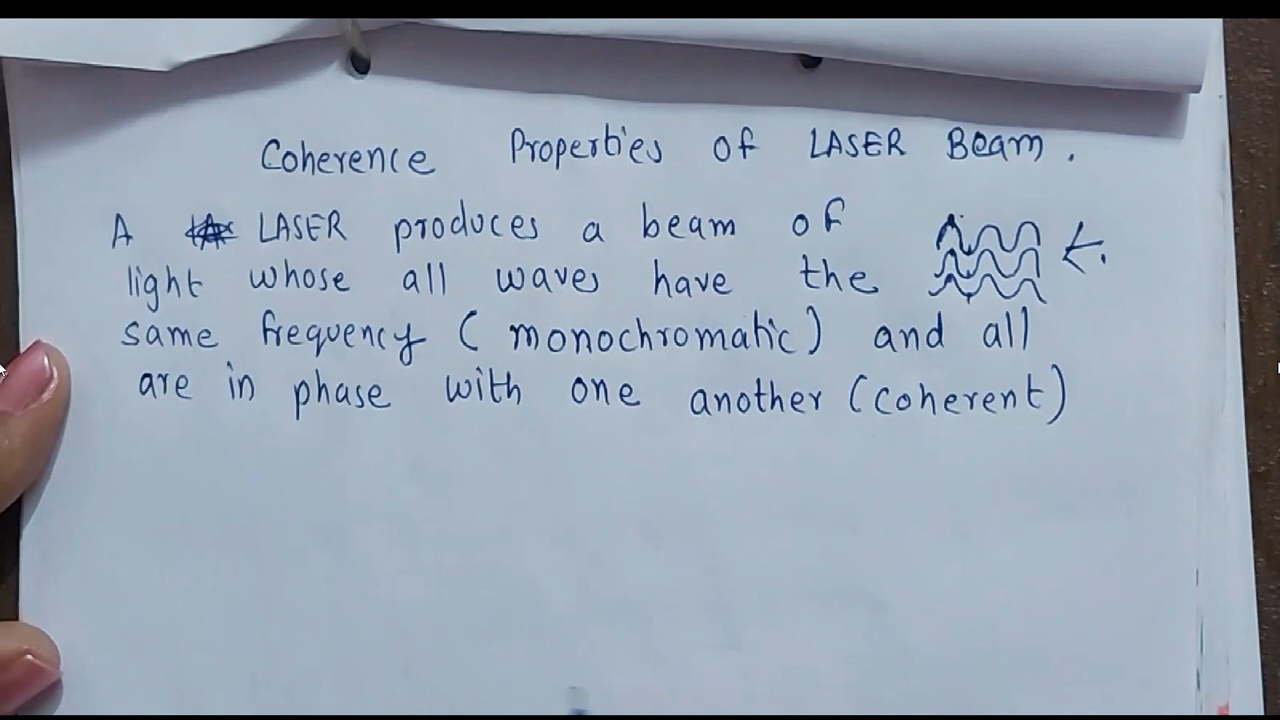 Coherence Properties of LASER Beam.
A LASER produces a beam of
light whose all waves have the
same frequency (monochromatic) and all
are in phase with one another (coherent)